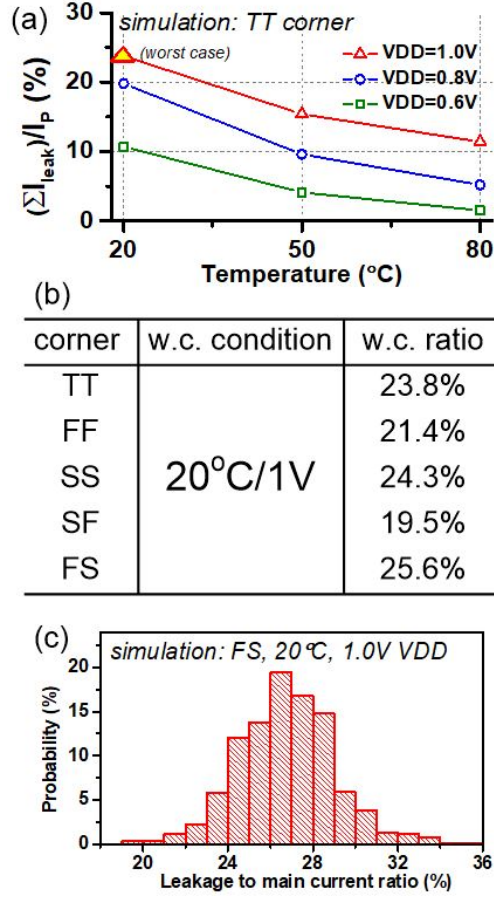 (a)
simulation: TT corner
(worst case)
VDD=1.0V
VDD=0.8V
VDD=0.6V
(ΣI_leak)/I_P (%)
30
20
10
0
20 50 80
Temperature (°C)
(b)
corner w.c. condition w.c. ratio
TT 23.8%
FF 21.4%
SS 20°C/1V 24.3%
SF 19.5%
FS 25.6%
(c)
simulation: FS, 20°C, 1.0V VDD
Probability (%)
20
15
10
5
0
20 24 28 32 36
Leakage to main current ratio (%)